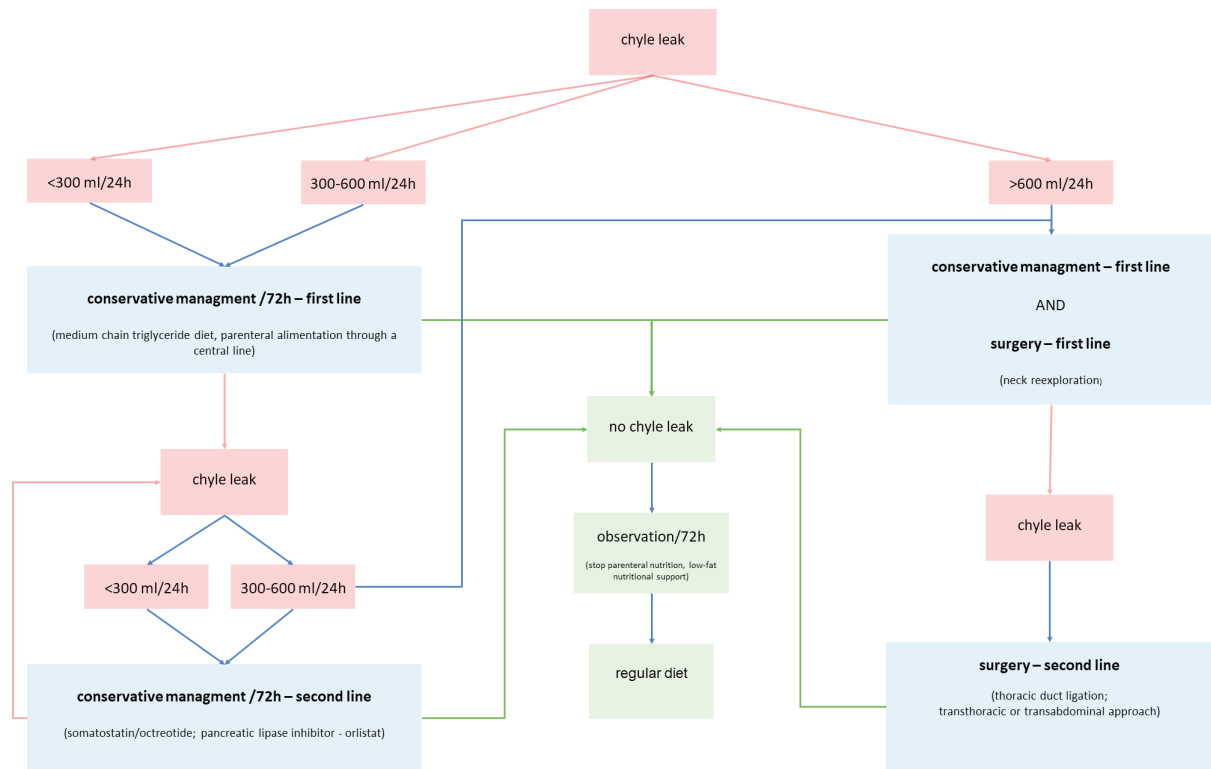 chyle leak
<300 ml/24h
300-600 ml/24h
>600 ml/24h
conservative managment /72h – first line
(medium chain triglyceride diet, parenteral alimentation through a
central line)
conservative managment – first line
AND
surgery – first line
(neck reexploration)
no chyle leak
chyle leak
chyle leak
observation/72h
(stop parenteral nutrition, low-fat
nutritional support)
<300 ml/24h
300-600 ml/24h
regular diet
conservative managment /72h – second line
(somatostatin/octreotide; pancreatic lipase inhibitor - orlistat)
surgery – second line
(thoracic duct ligation;
transthoracic or transabdominal approach)